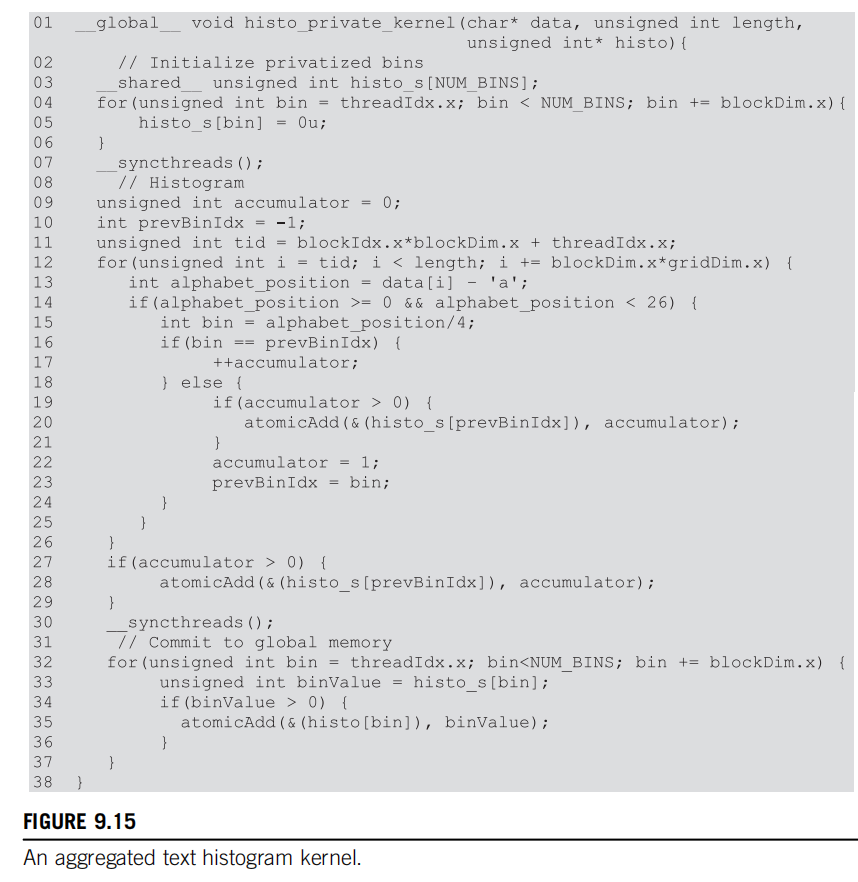 01  __global__ void histo_private_kernel(char* data, unsigned int length,
                                      unsigned int* histo){
02      // Initialize privatized bins
03    __shared__ unsigned int histo_s[NUM_BINS];
04    for(unsigned int bin = threadIdx.x; bin < NUM_BINS; bin += blockDim.x){
05        histo_s[bin] = 0u;
06    }
07    __syncthreads();
08      // Histogram
09    unsigned int accumulator = 0;
10    int prevBinIdx = -1;
11    unsigned int tid = blockIdx.x*blockDim.x + threadIdx.x;
12    for(unsigned int i = tid; i < length; i += blockDim.x*gridDim.x) {
13        int alphabet_position = data[i] - 'a';
14        if(alphabet_position >= 0 && alphabet_position < 26) {
15            int bin = alphabet_position/4;
16            if(bin == prevBinIdx) {
17                ++accumulator;
18            } else {
19                if(accumulator > 0) {
20                    atomicAdd(&(histo_s[prevBinIdx]), accumulator);
21                }
22                accumulator = 1;
23                prevBinIdx = bin;
24            }
25        }
26    }
27    if(accumulator > 0) {
28        atomicAdd(&(histo_s[prevBinIdx]), accumulator);
29    }
30    __syncthreads();
31      // Commit to global memory
32    for(unsigned int bin = threadIdx.x; bin<NUM_BINS; bin += blockDim.x) {
33        unsigned int binValue = histo_s[bin];
34        if(binValue > 0) {
35          atomicAdd(&(histo[bin]), binValue);
36        }
37    }
38  }
FIGURE 9.15
An aggregated text histogram kernel.